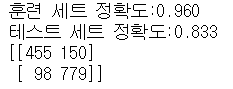 훈련 세트 정확도:0.960
테스트 세트 정확도:0.833
[[455 150]
 [ 98 779]]